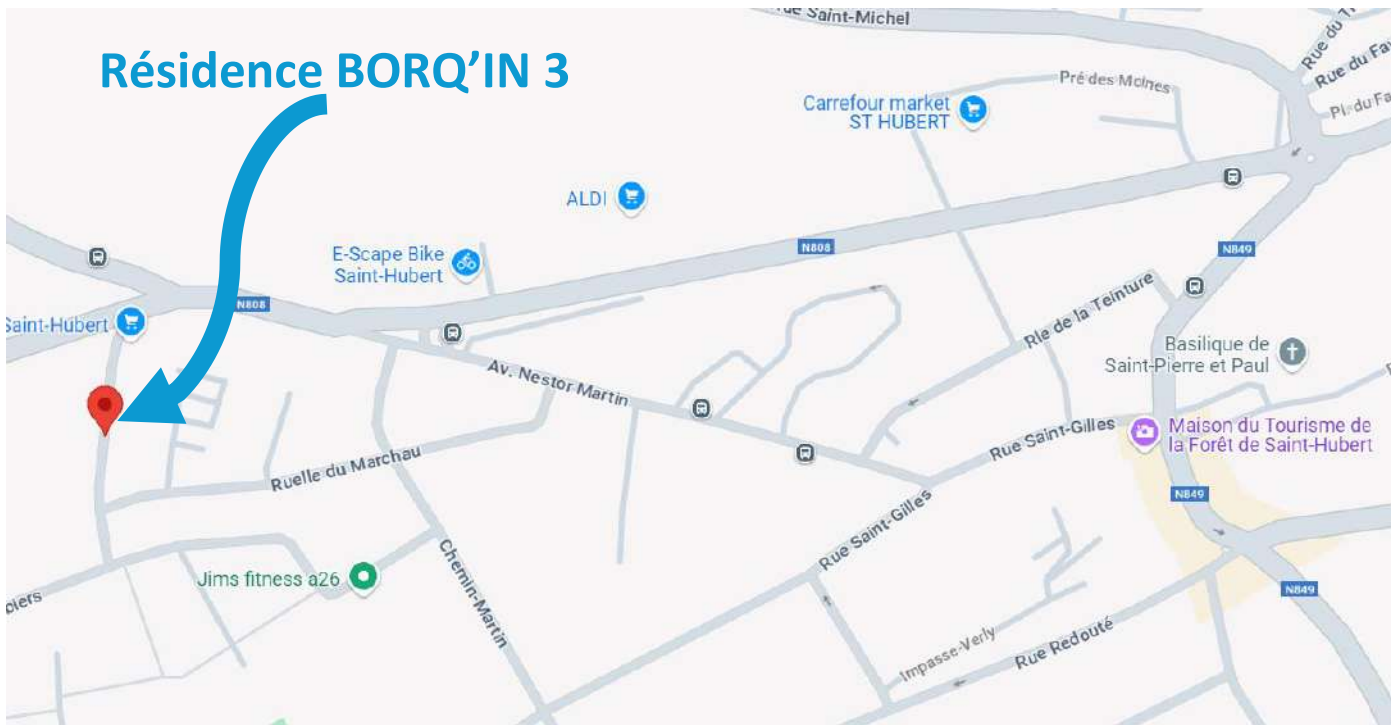 Rue Saint-Michel
Résidence BORQ'IN 3
Rue du
Rue du Fa
Pré des Moines
Carrefour market
ST HUBERT
Pl. du Fa
ALDI
E-Scape Bike
Saint-Hubert
N808
N849
N808
Saint-Hubert
Rle de la Teinture
Basilique de
Saint-Pierre et Paul
Av. Nestor Martin
Rue Saint-Gilles
Maison du Tourisme de
la Forêt de Saint-Hubert
Ruelle du Marchau
N849
Rue Saint-Gilles
Chemin-Martin
Jims fitness a26
N849
piers
Impasse-Verly
Rue Redouté